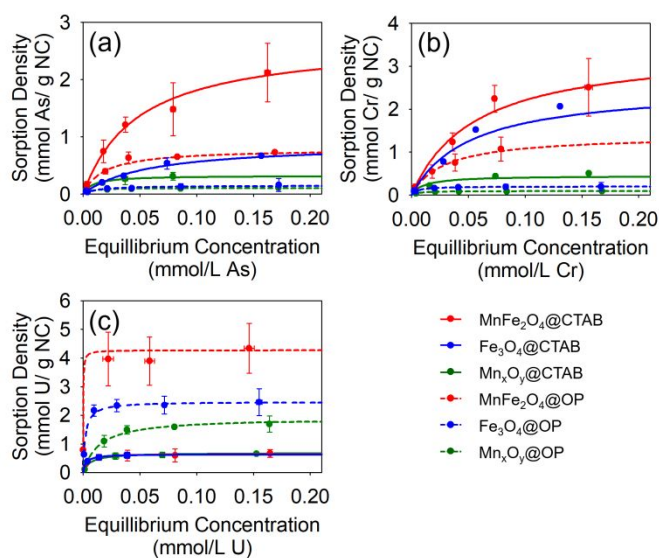 (a)
Sorption Density
(mmol As/ g NC)
3
2
1
0
0.00 0.05 0.10 0.15 0.20
Equillibrium Concentration
(mmol/L As)
(b)
Sorption Density
(mmol Cr/ g NC)
4
3
2
1
0
0.00 0.05 0.10 0.15 0.20
Equillibrium Concentration
(mmol/L Cr)
(c)
Sorption Density
(mmol U/ g NC)
6
5
4
3
2
1
0
0.00 0.05 0.10 0.15 0.20
Equillibrium Concentration
(mmol/L U)
MnFe₂O₄@CTAB
Fe₃O₄@CTAB
MnₓOᵧ@CTAB
MnFe₂O₄@OP
Fe₃O₄@OP
MnₓOᵧ@OP